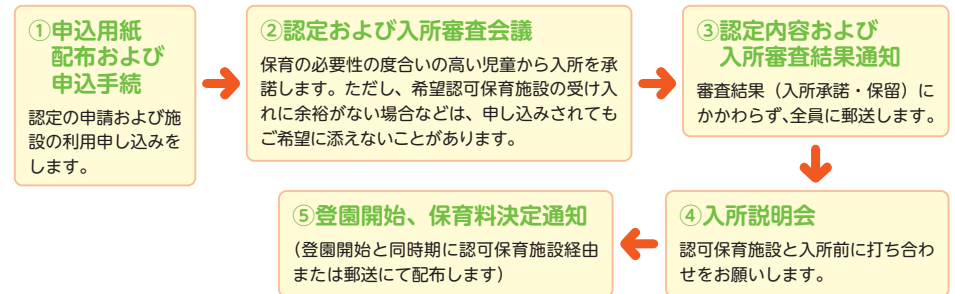 ①申込用紙
配布および
申込手続
認定の申請および施
設の利用申し込みを
します。
②認定および入所審査会議
保育の必要性の度合いの高い児童から入所を承
諾します。ただし、希望認可保育施設の受け入
れに余裕がない場合などは、申し込みされても
ご希望に添えないことがあります。
③認定内容および
入所審査結果通知
審査結果（入所承諾・保留）に
かかわらず、全員に郵送します。
④入所説明会
認可保育施設と入所前に打ち合わ
せをお願いします。
⑤登園開始、保育料決定通知
（登園開始と同時期に認可保育施設経由
または郵送にて配布します）